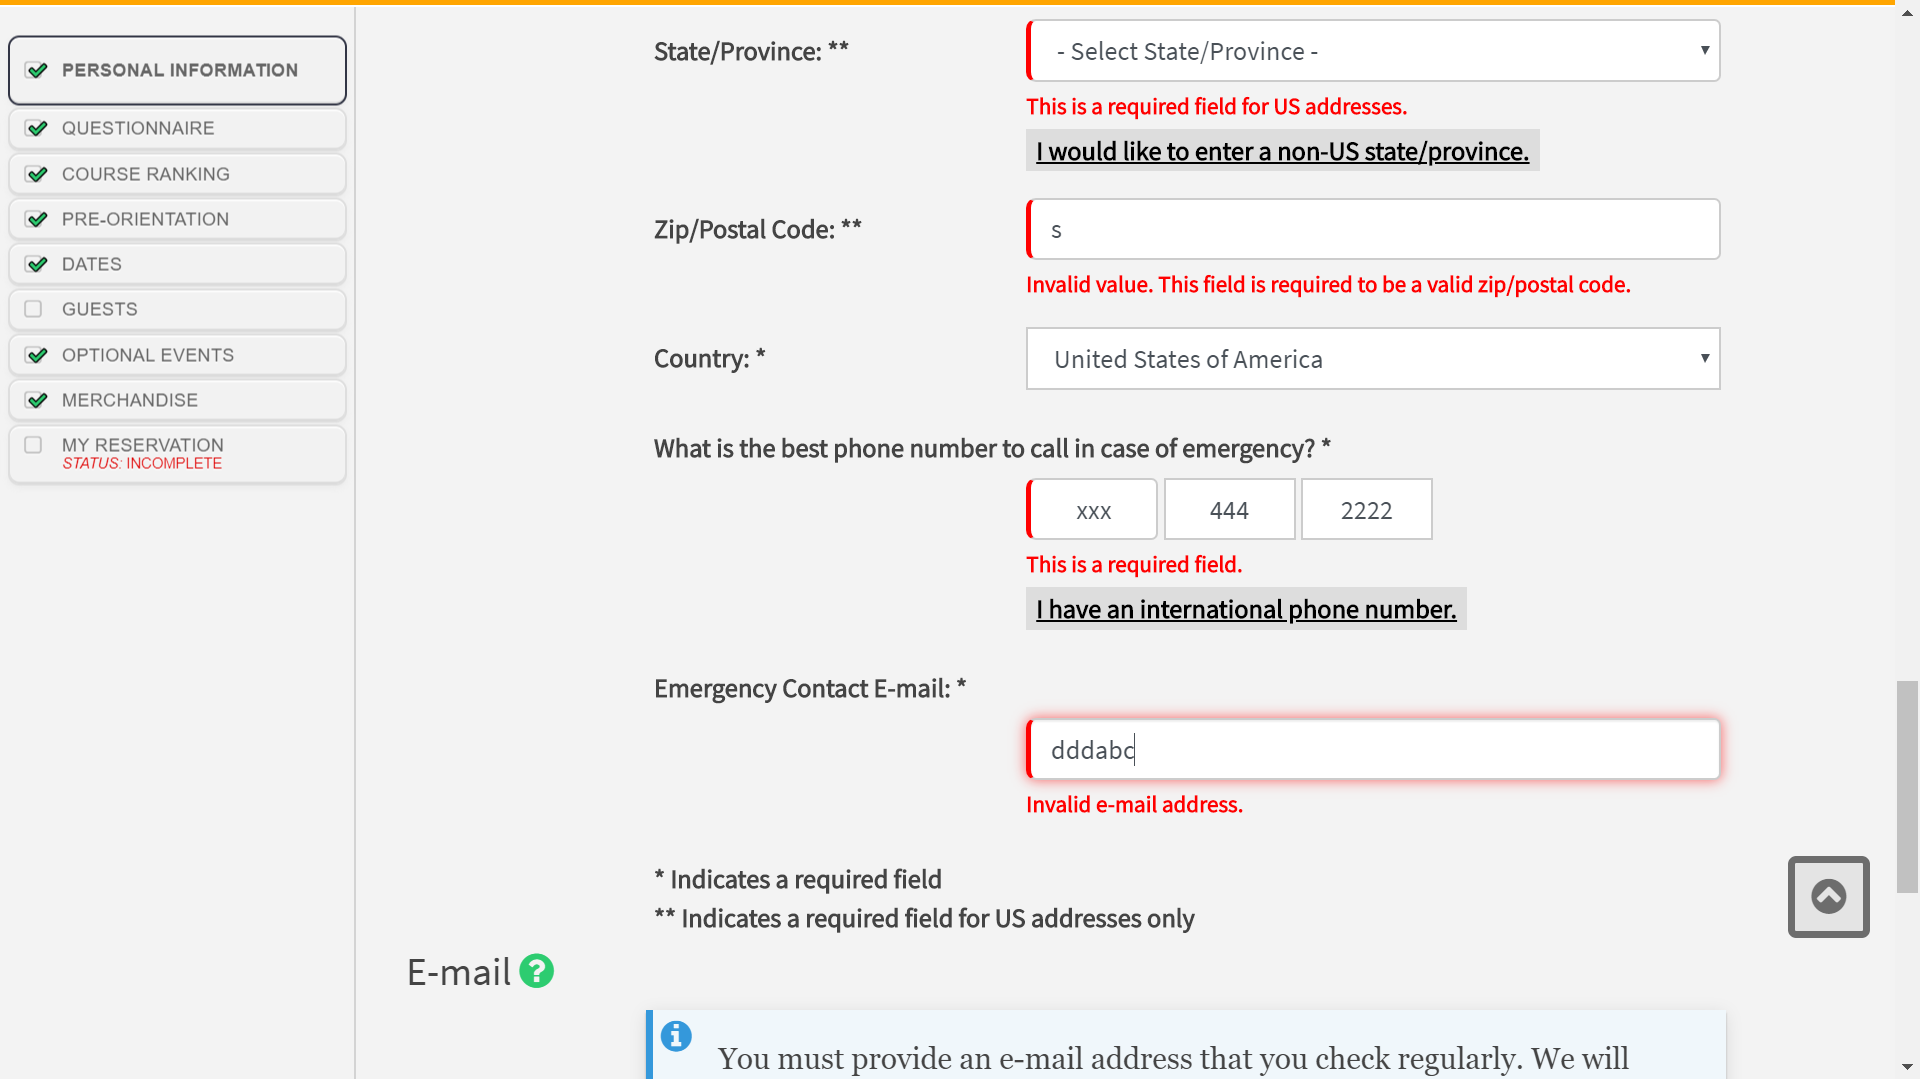 PERSONAL INFORMATION
QUESTIONNAIRE
COURSE RANKING
PRE-ORIENTATION
DATES
GUESTS
OPTIONAL EVENTS
MERCHANDISE
MY RESERVATION
STATUS: INCOMPLETE
State/Province: **
- Select State/Province -
This is a required field for US addresses.
I would like to enter a non-US state/province.
Zip/Postal Code: **
s
Invalid value. This field is required to be a valid zip/postal code.
Country: *
United States of America
What is the best phone number to call in case of emergency? *
xxx 444 2222
This is a required field.
I have an international phone number.
Emergency Contact E-mail: *
dddabc
Invalid e-mail address.
* Indicates a required field
** Indicates a required field for US addresses only
E-mail ?
You must provide an e-mail address that you check regularly. We will